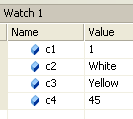 Watch 1
Name Value
c1 1
c2 White
c3 Yellow
c4 45